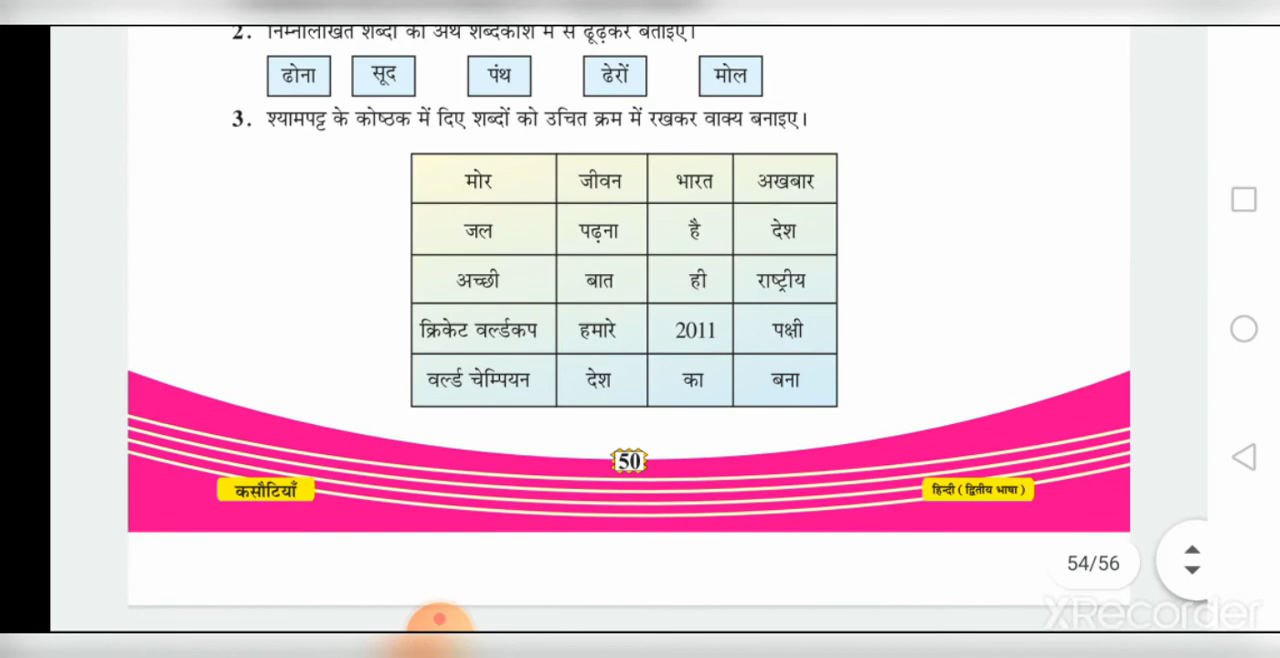 2. निम्नलिखित शब्दों का अर्थ शब्दकोश में से ढूढ़कर बताइए।
ढोना सूद पंथ ढेरों मोल
3. श्यामपट्ट के कोष्ठक में दिए शब्दों को उचित क्रम में रखकर वाक्य बनाइए।
मोर जीवन भारत अखबार
जल पढ़ना है देश
अच्छी बात ही राष्ट्रीय
क्रिकेट वर्ल्डकप हमारे 2011 पक्षी
वर्ल्ड चेम्पियन देश का बना
50
कसौटियाँ हिन्दी (द्वितीय भाषा)
54/56
XRecorder